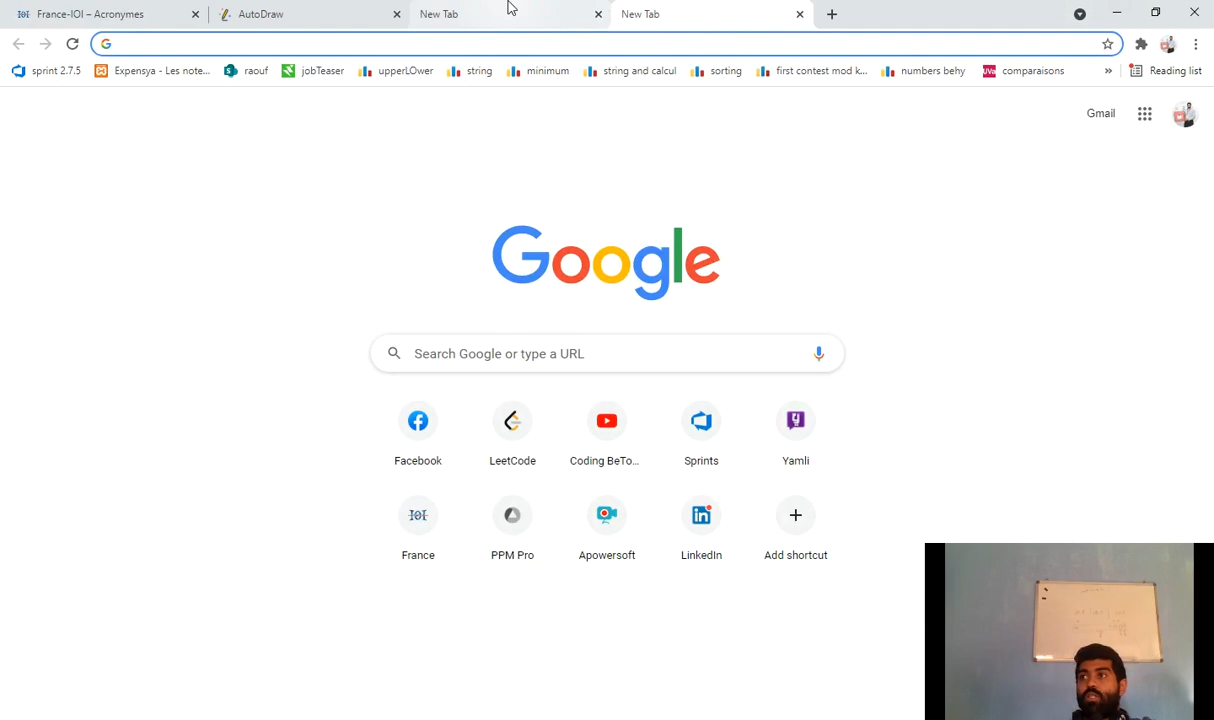 France-IOI – Acronymes
AutoDraw
New Tab
New Tab
sprint 2.7.5
Expensya - Les note...
raouf
jobTeaser
upperLOwer
string
minimum
string and calcul
sorting
first contest mod k...
numbers behy
comparaisons
»
Reading list
Gmail
Google
Search Google or type a URL
Facebook
LeetCode
Coding BeTo...
Sprints
Yamli
France
PPM Pro
Apowersoft
LinkedIn
Add shortcut